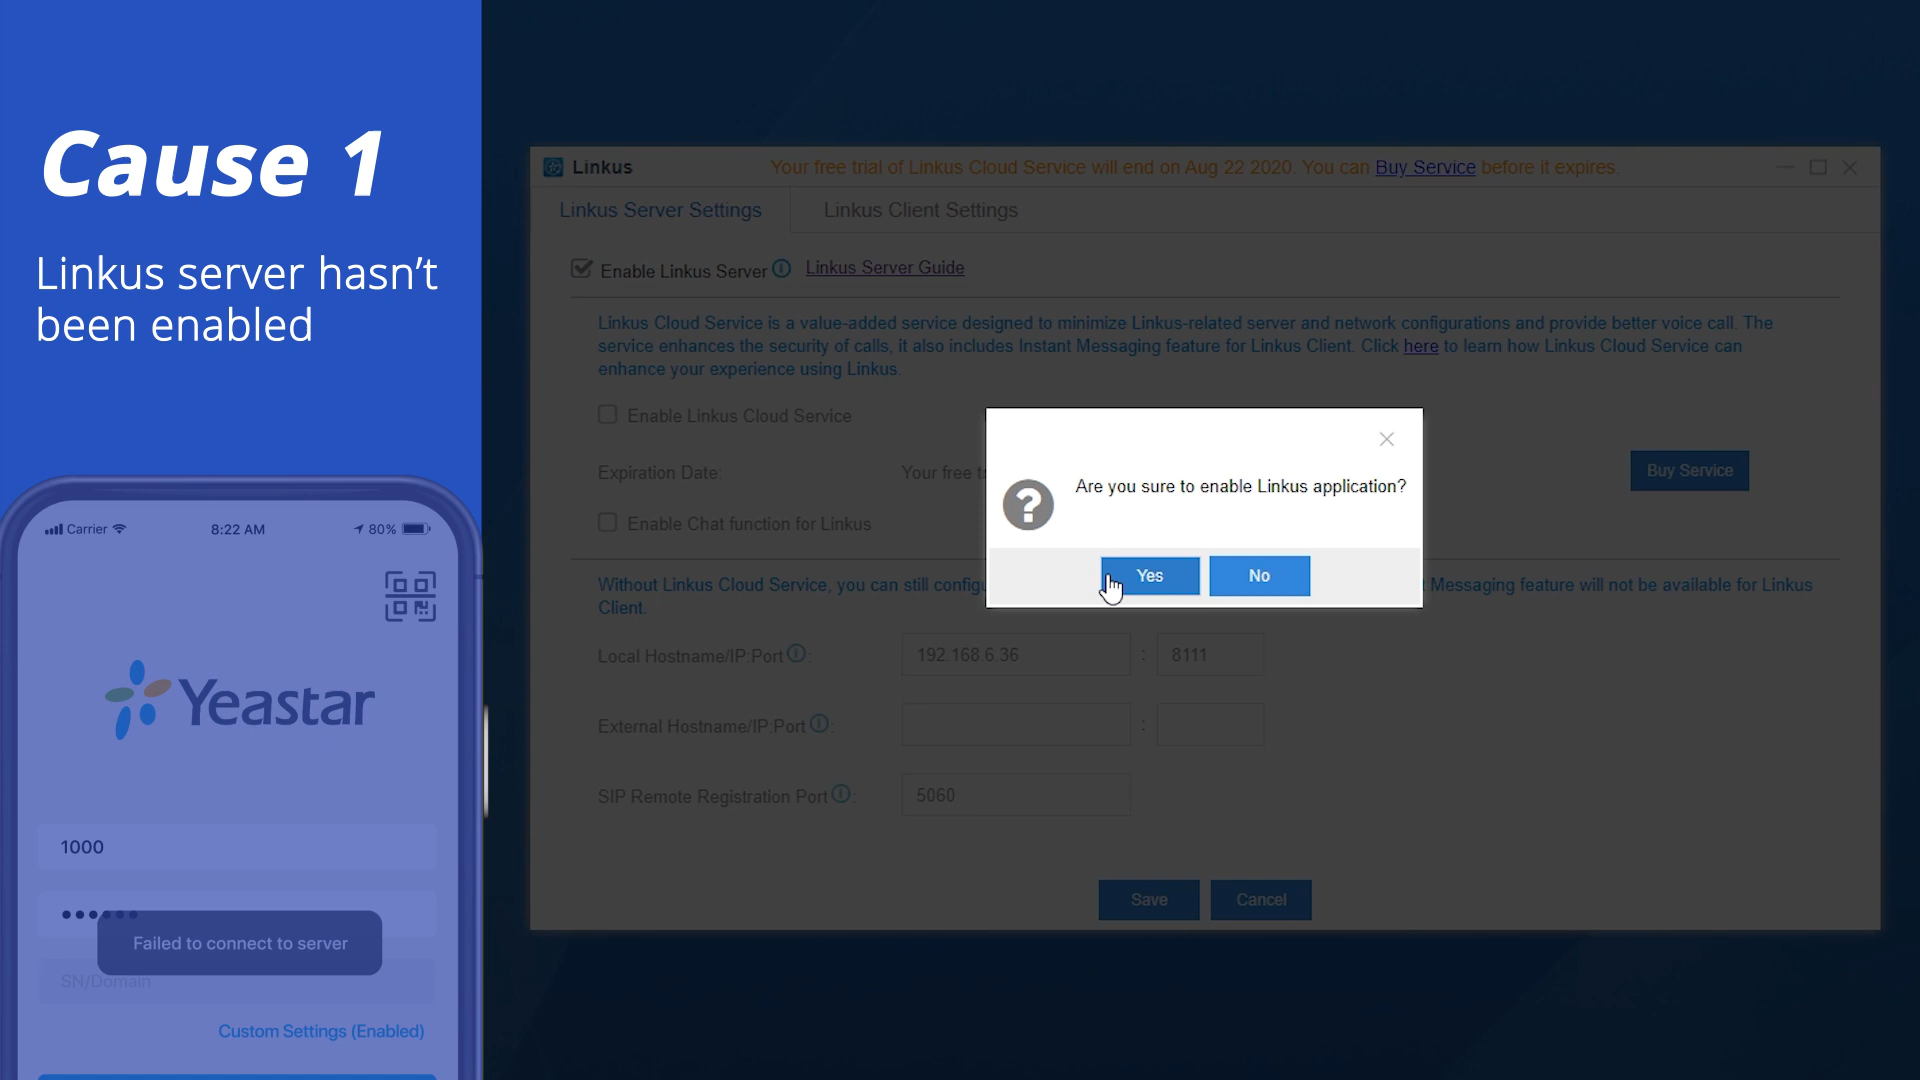 Cause 1
Linkus server hasn’t
been enabled
Carrier
8:22 AM
80%
Yeastar
1000
Failed to connect to server
SN/Domain
Custom Settings (Enabled)
Linkus
Your free trial of Linkus Cloud Service will end on Aug 22 2020. You can Buy Service before it expires.
Linkus Server Settings
Linkus Client Settings
Enable Linkus Server
Linkus Server Guide
Linkus Cloud Service is a value-added service designed to minimize Linkus-related server and network configurations and provide better voice call. The
service enhances the security of calls, it also includes Instant Messaging feature for Linkus Client. Click here to learn how Linkus Cloud Service can
enhance your experience using Linkus.
Enable Linkus Cloud Service
Expiration Date:
Your free
Buy Service
Enable Chat function for Linkus
Are you sure to enable Linkus application?
Yes
No
Without Linkus Cloud Service, you can still Messaging feature will not be available for Linkus
Client.
Local Hostname/IP:Port :
192.168.6.36 : 8111
External Hostname/IP:Port :
:
SIP Remote Registration Port :
5060
Save
Cancel